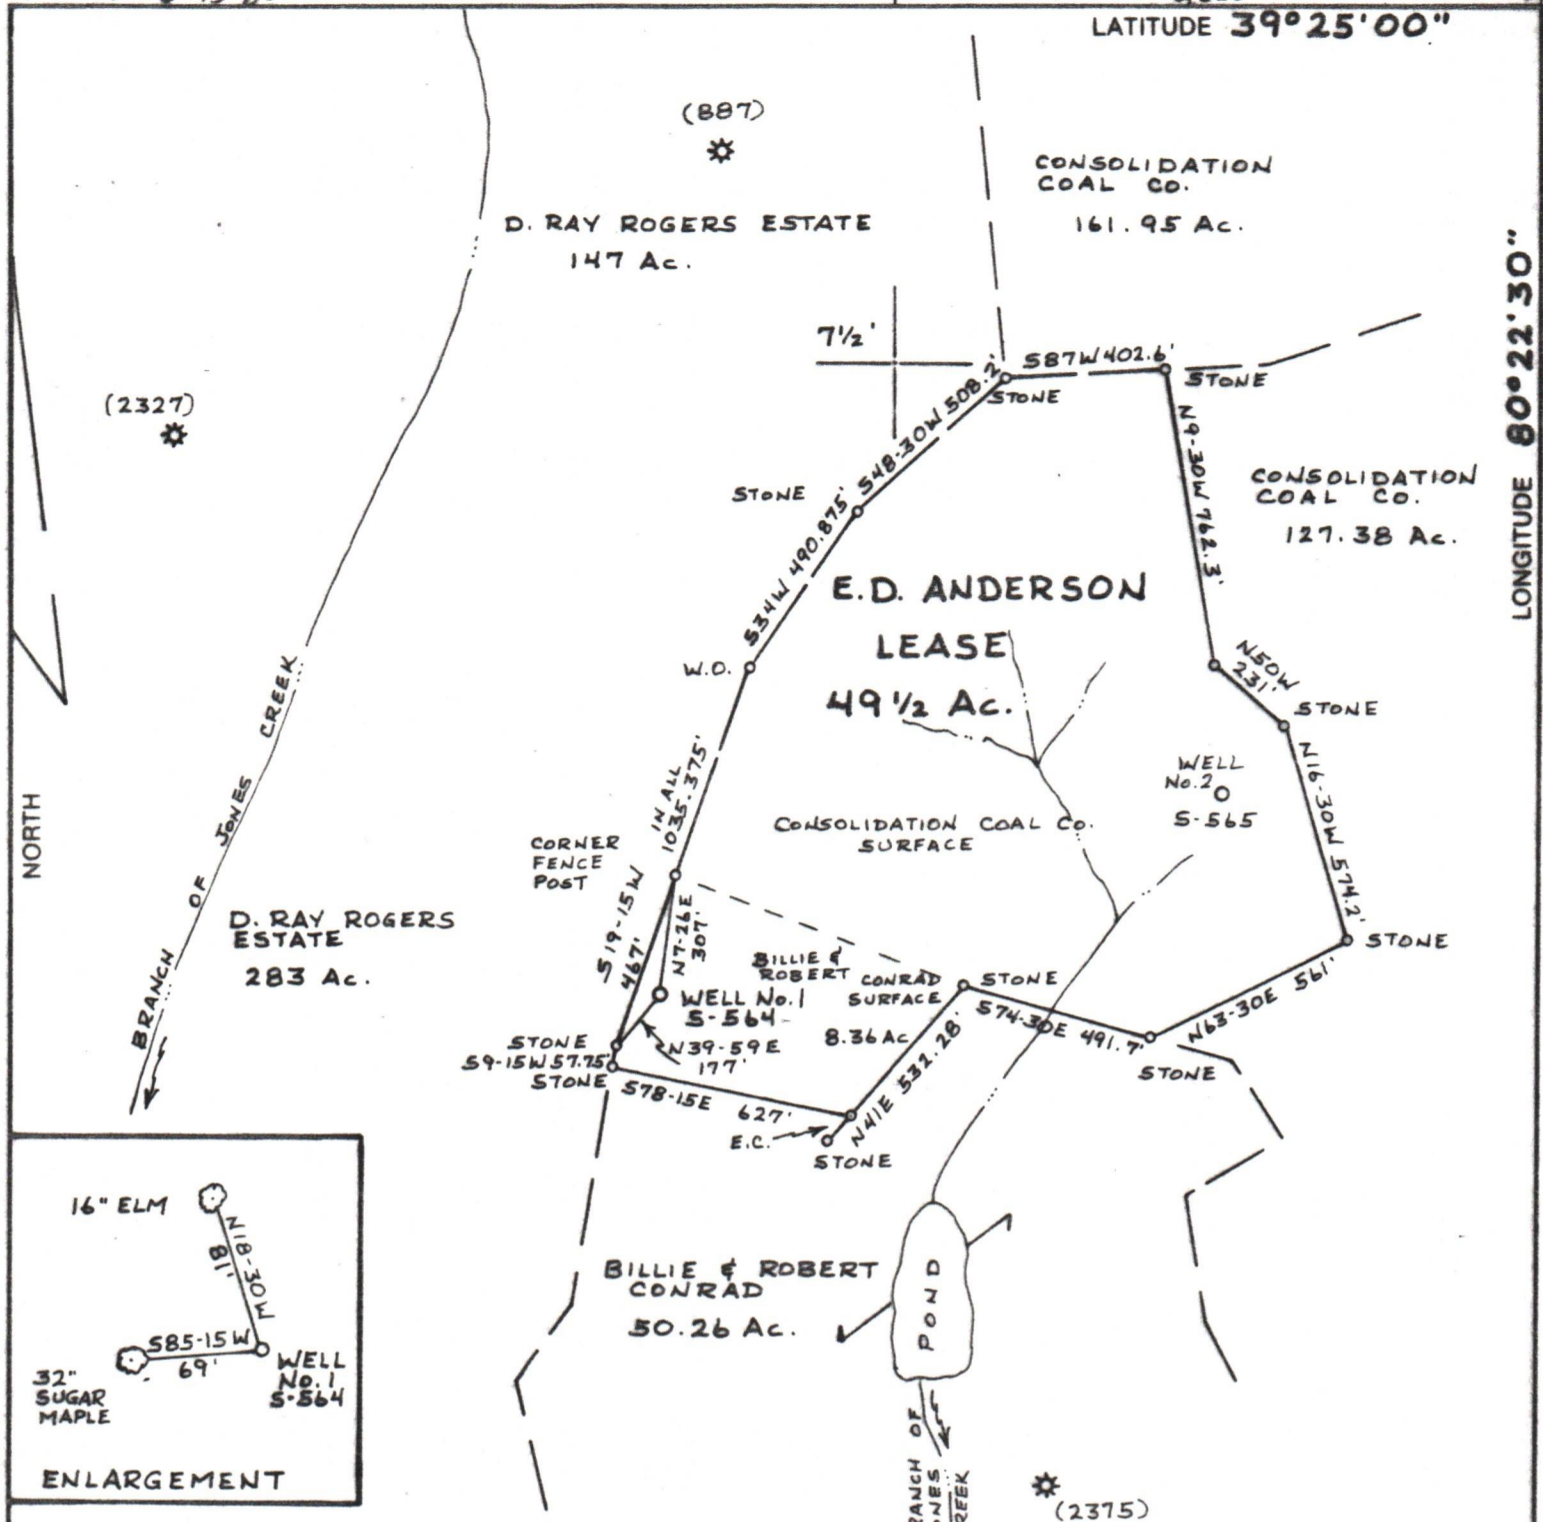 LATITUDE 39°25'00"
(887)
CONSOLIDATION
COAL CO.
161.95 Ac.
D. RAY ROGERS ESTATE
147 Ac.
LONGITUDE 80°22'30"
7½'
S87W 402.6'
STONE
STONE
(2327)
S48-30W 508.2'
N9-30W 762.3'
STONE
CONSOLIDATION
COAL CO.
127.38 Ac.
S34W 490.875'
E.D. ANDERSON
LEASE
49½ Ac.
W.O.
N50W
231'
STONE
BRANCH OF JONES CREEK
NORTH
IN ALL
1035.375'
WELL
No.2
S-565
N16-30W 574.2'
CONSOLIDATION COAL Co.
SURFACE
CORNER
FENCE
POST
S19-15W
467'
N7-26E
307'
D. RAY ROGERS
ESTATE
283 Ac.
BILLIE &
ROBERT CONRAD
SURFACE
8.36 Ac
STONE
STONE
WELL No.1
S-564
S74-30E 491.7'
N63-30E 561'
STONE
STONE
S9-15W 57.75'
STONE
N39-59E
177'
S78-15E 627'
N41E 532.28'
E.C.
STONE
16" ELM
N18-30W
81'
S85-15W
69'
WELL
No.1
S-564
32"
SUGAR
MAPLE
ENLARGEMENT
BILLIE & ROBERT
CONRAD
50.26 Ac.
POND
(2375)